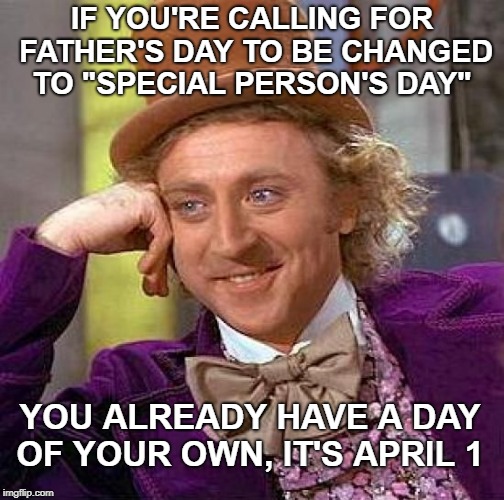 IF YOU'RE CALLING FOR
FATHER'S DAY TO BE CHANGED
TO "SPECIAL PERSON'S DAY"
YOU ALREADY HAVE A DAY
OF YOUR OWN, IT'S APRIL 1
imgflip.com